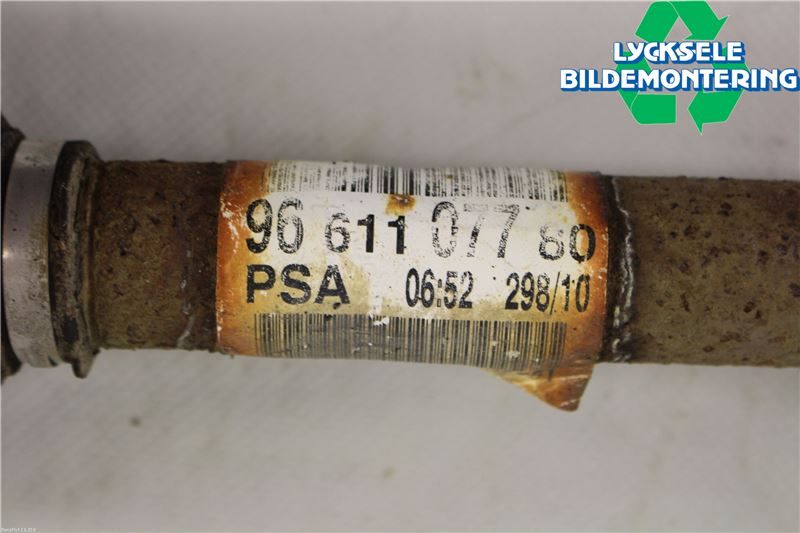 LYCKSELE
BILDEMONTERING
96 611 077 80
PSA 06:52 298/10